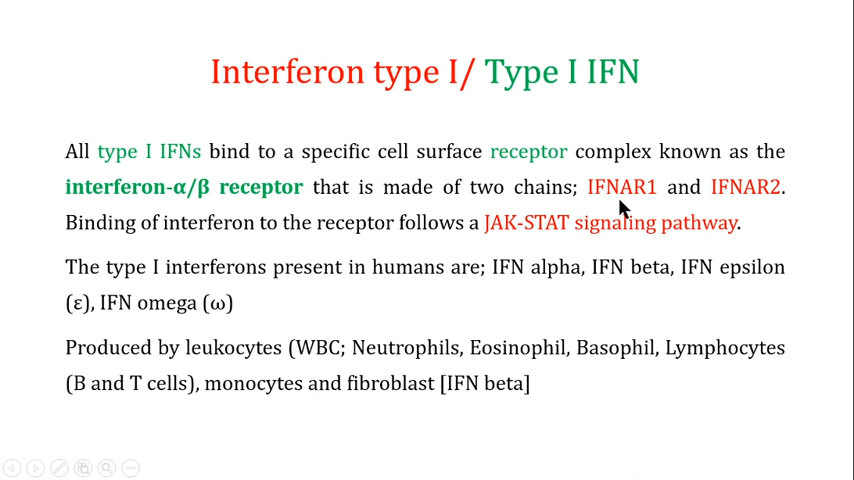 Interferon type I/ Type I IFN
All type I IFNs bind to a specific cell surface receptor complex known as the
interferon-α/β receptor that is made of two chains; IFNAR1 and IFNAR2.
Binding of interferon to the receptor follows a JAK-STAT signaling pathway.
The type I interferons present in humans are; IFN alpha, IFN beta, IFN epsilon
(ε), IFN omega (ω)
Produced by leukocytes (WBC; Neutrophils, Eosinophil, Basophil, Lymphocytes
(B and T cells), monocytes and fibroblast [IFN beta]